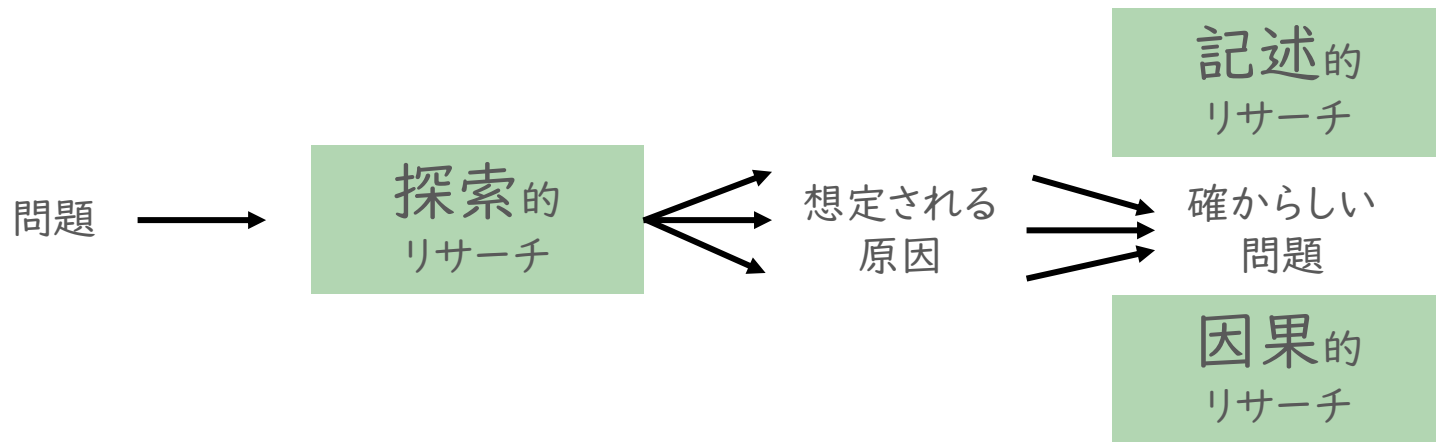 問題
探索的
リサーチ
想定される
原因
記述的
リサーチ
確からしい
問題
因果的
リサーチ